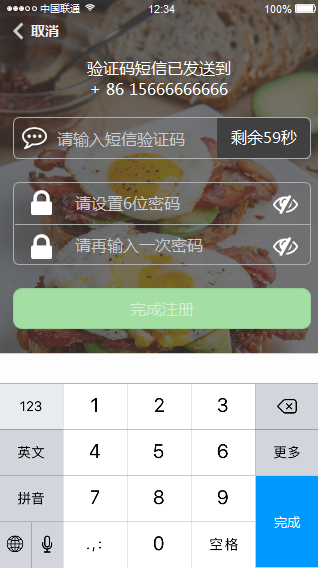 中国联通 12:34 100%
取消
验证码短信已发送到
+ 86 15666666666
请输入短信验证码 剩余59秒
请设置6位密码
请再输入一次密码
完成注册
123 1 2 3
英文 4 5 6 更多
拼音 7 8 9
.,: 0 空格 完成